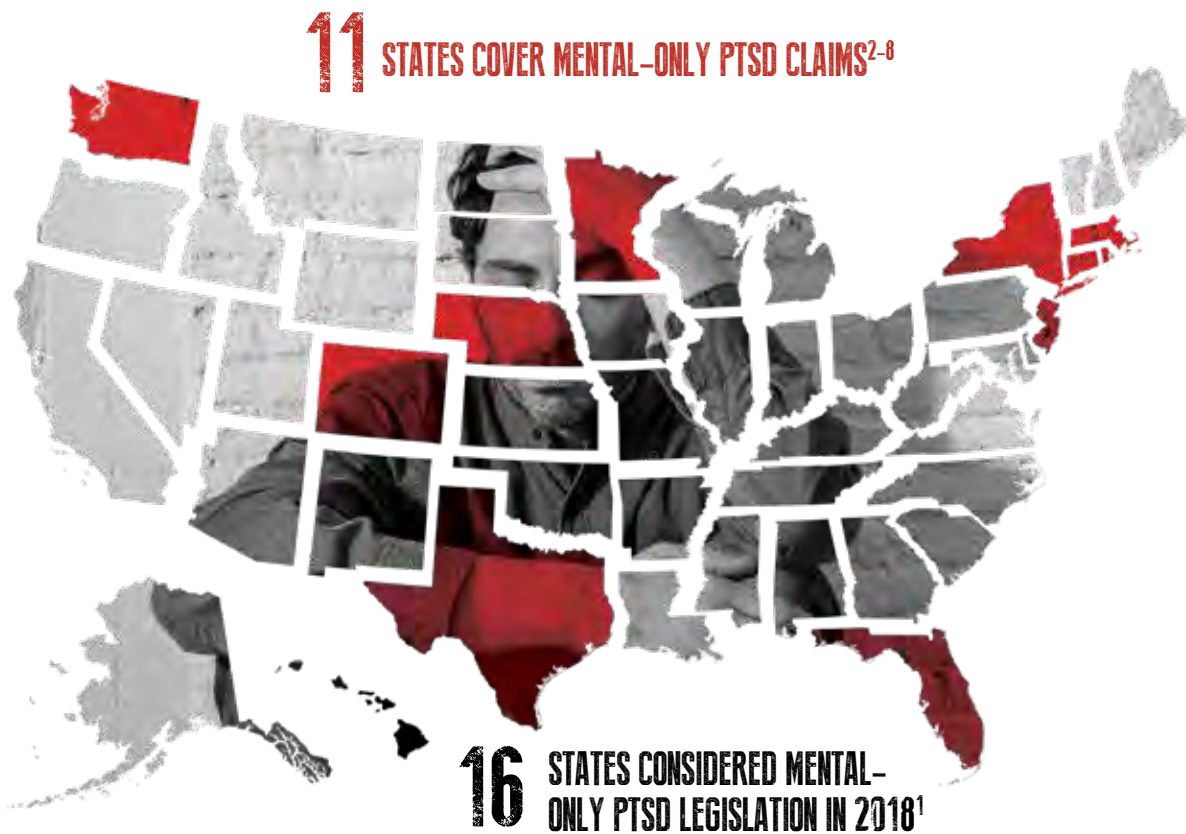 11 STATES COVER MENTAL-ONLY PTSD CLAIMS2-8
16 STATES CONSIDERED MENTAL-
ONLY PTSD LEGISLATION IN 20181